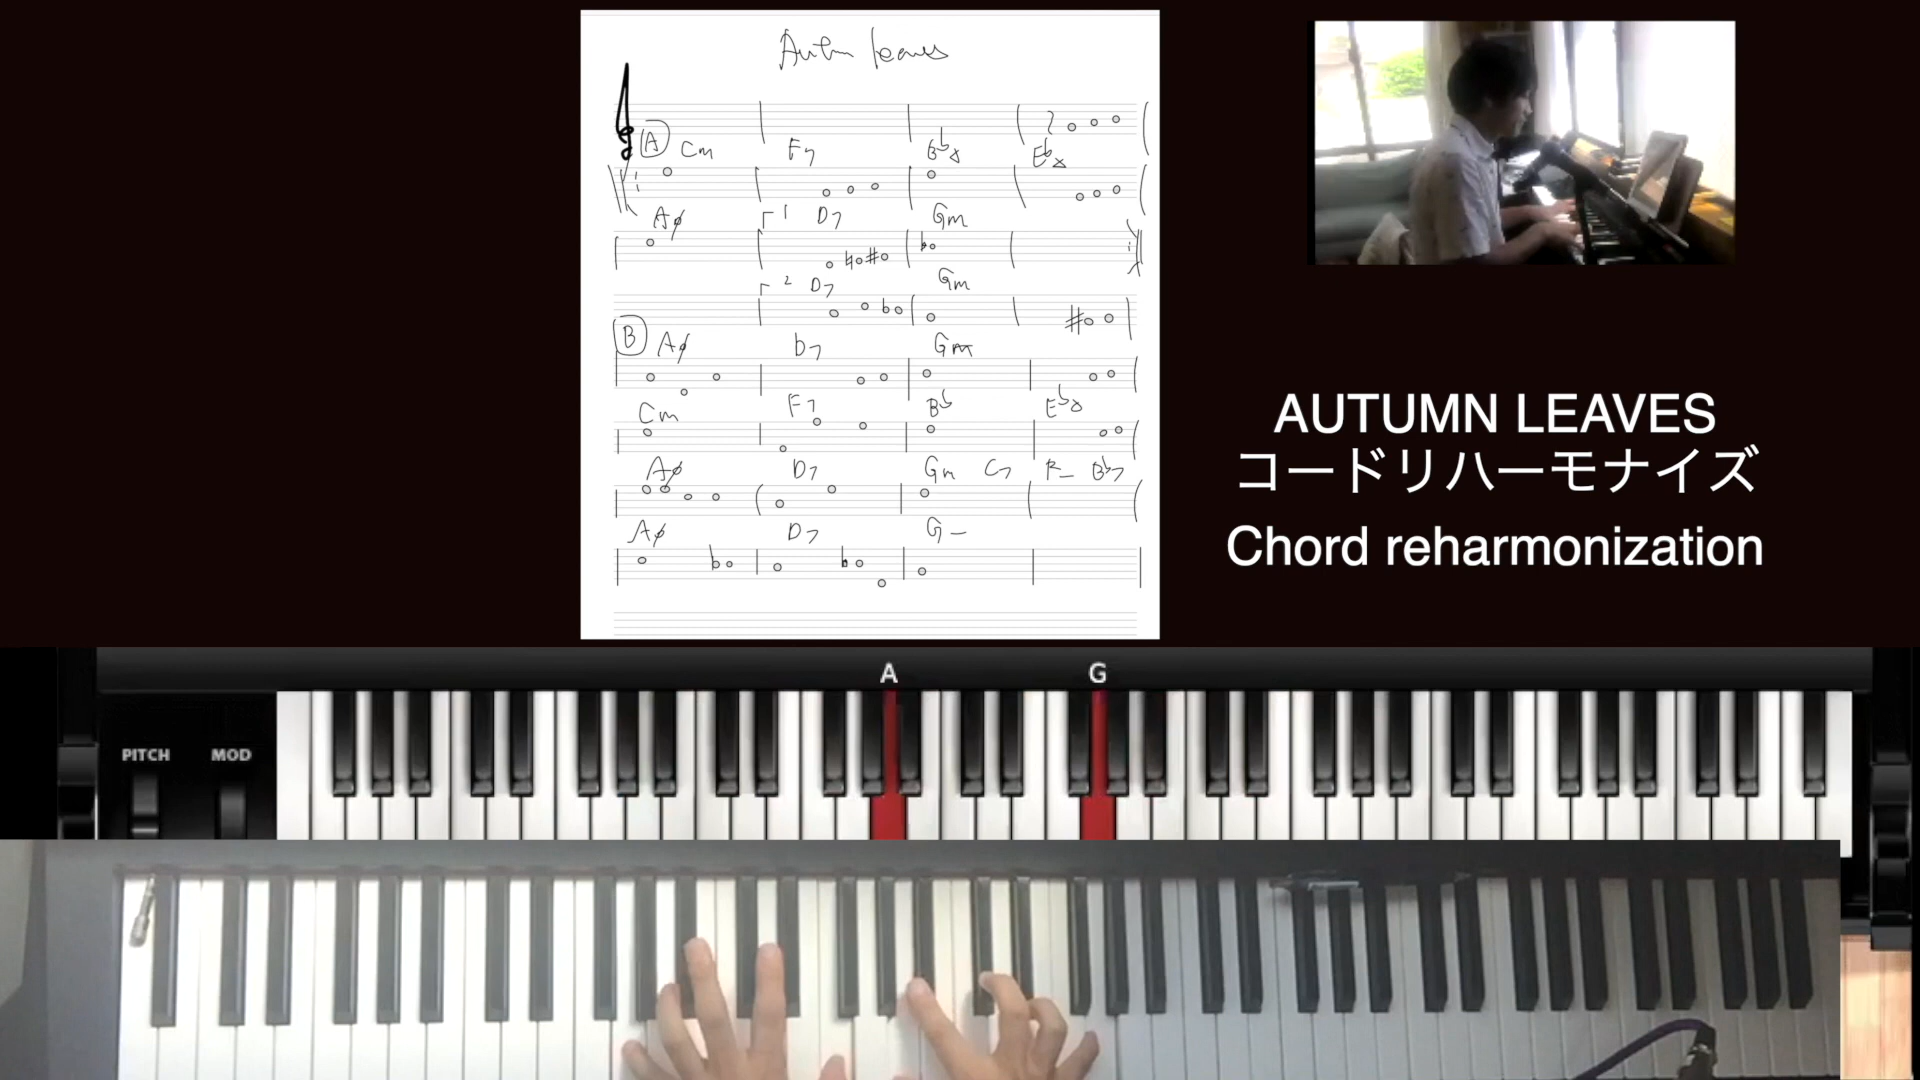 Autm leaves
A Cm F7 B♭ E♭
Aø 1 D7 Gm
2 D7 Gm
B Aø D7 Gm
Cm F7 B♭ E♭
Aø D7 Gm C7 F- B♭7
Aø D7 G-
AUTUMN LEAVES
コードリハーモナイズ
Chord reharmonization
A G
PITCH MOD